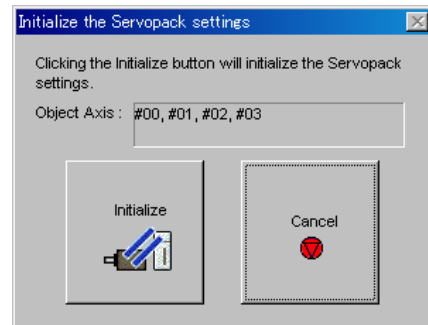 Initialize the Servopack settings
Clicking the Initialize button will initialize the Servopack
settings.
Object Axis : #00, #01, #02, #03
Initialize
Cancel